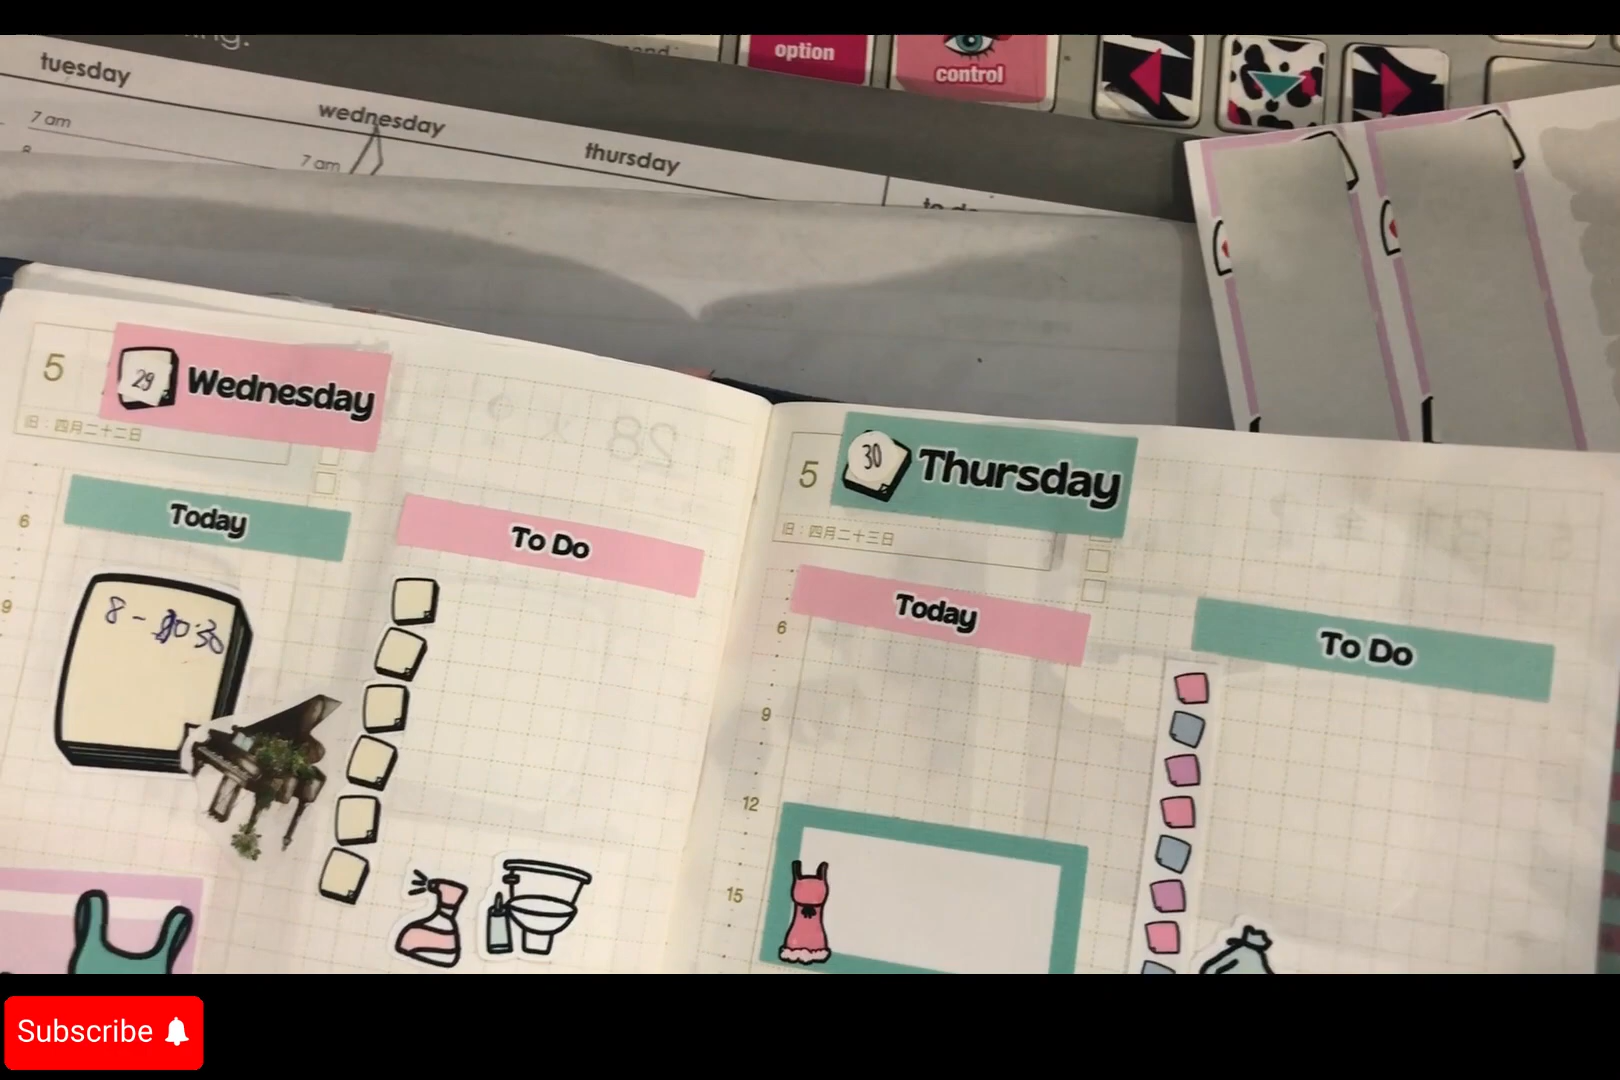 option
control
tuesday
wednesday
thursday
7 am
7 am
5
29
Wednesday
旧：四月二十二日
Today
To Do
6
8 - 10:30
9
5
30
Thursday
旧：四月二十三日
Today
To Do
6
9
12
15
Subscribe